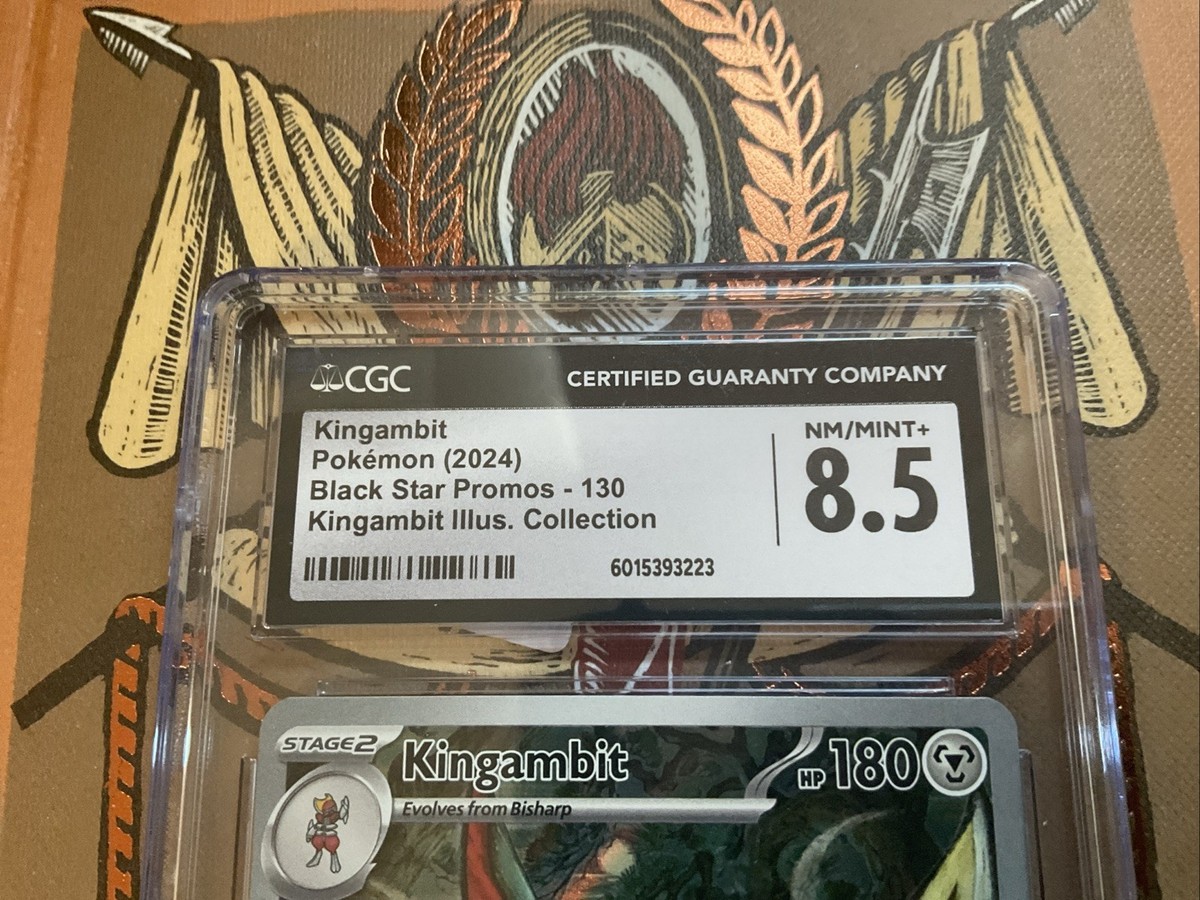 CGC CERTIFIED GUARANTY COMPANY
Kingambit
Pokémon (2024)
Black Star Promos - 130
Kingambit Illus. Collection
NM/MINT+
8.5
6015393223
STAGE2 Kingambit HP 180
Evolves from Bisharp